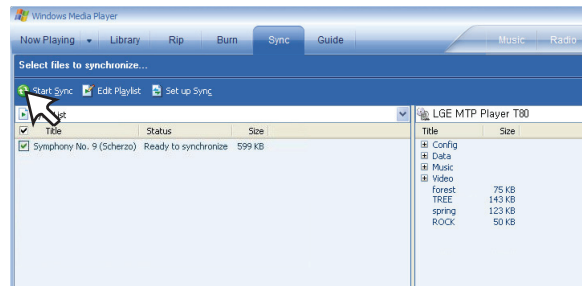 Windows Media Player
Now Playing Library Rip Burn Sync Guide Music Radio
Select files to synchronize...
Start Sync Edit Playlist Set up Sync
LGE MTP Player T80
Title Status Size Title Size
Symphony No. 9 (Scherzo) Ready to synchronize 599 KB
Config
Data
Music
Video
forest 75 KB
TREE 143 KB
spring 123 KB
ROCK 50 KB